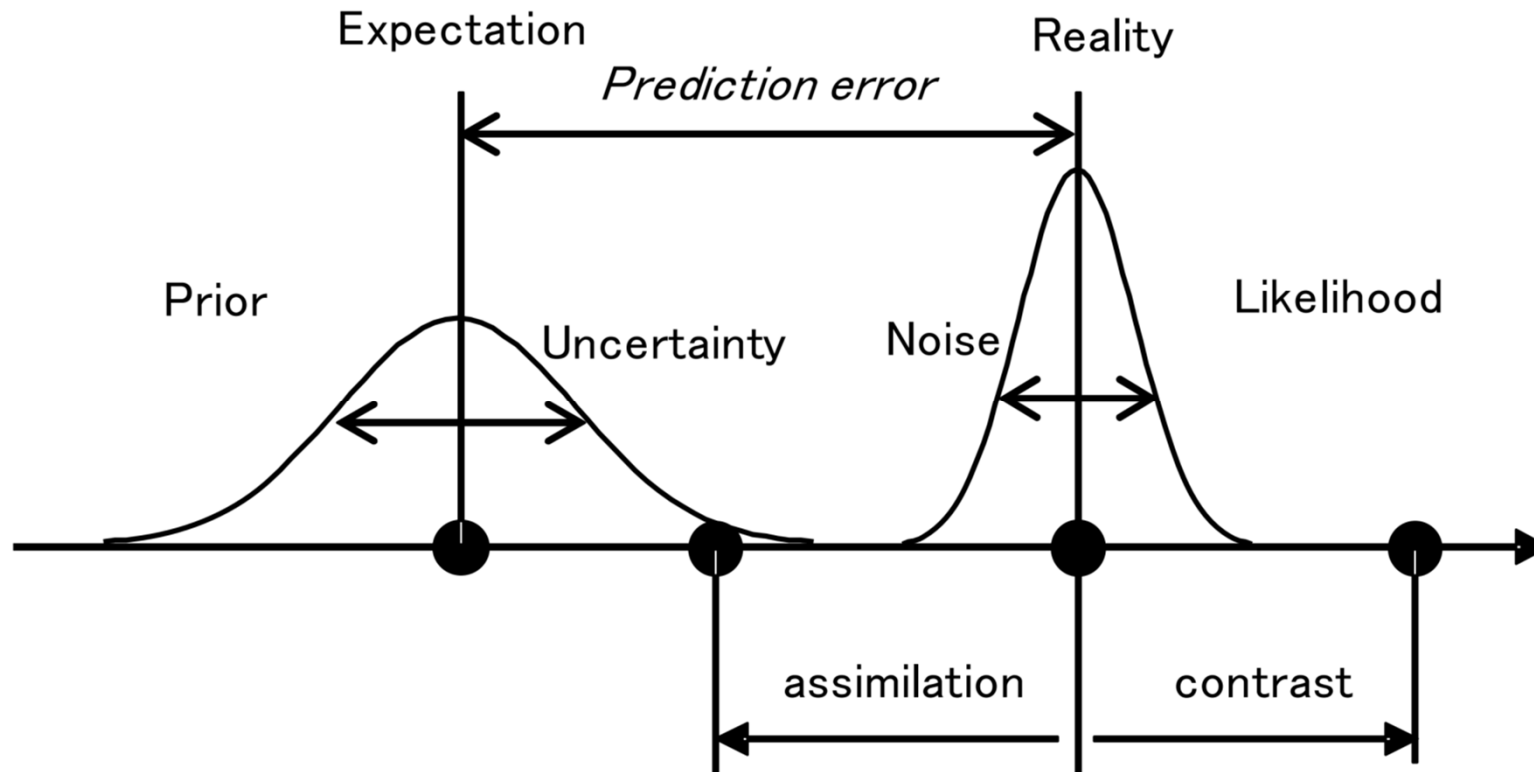 Expectation
Reality
Prediction error
Prior
Likelihood
Uncertainty
Noise
assimilation
contrast